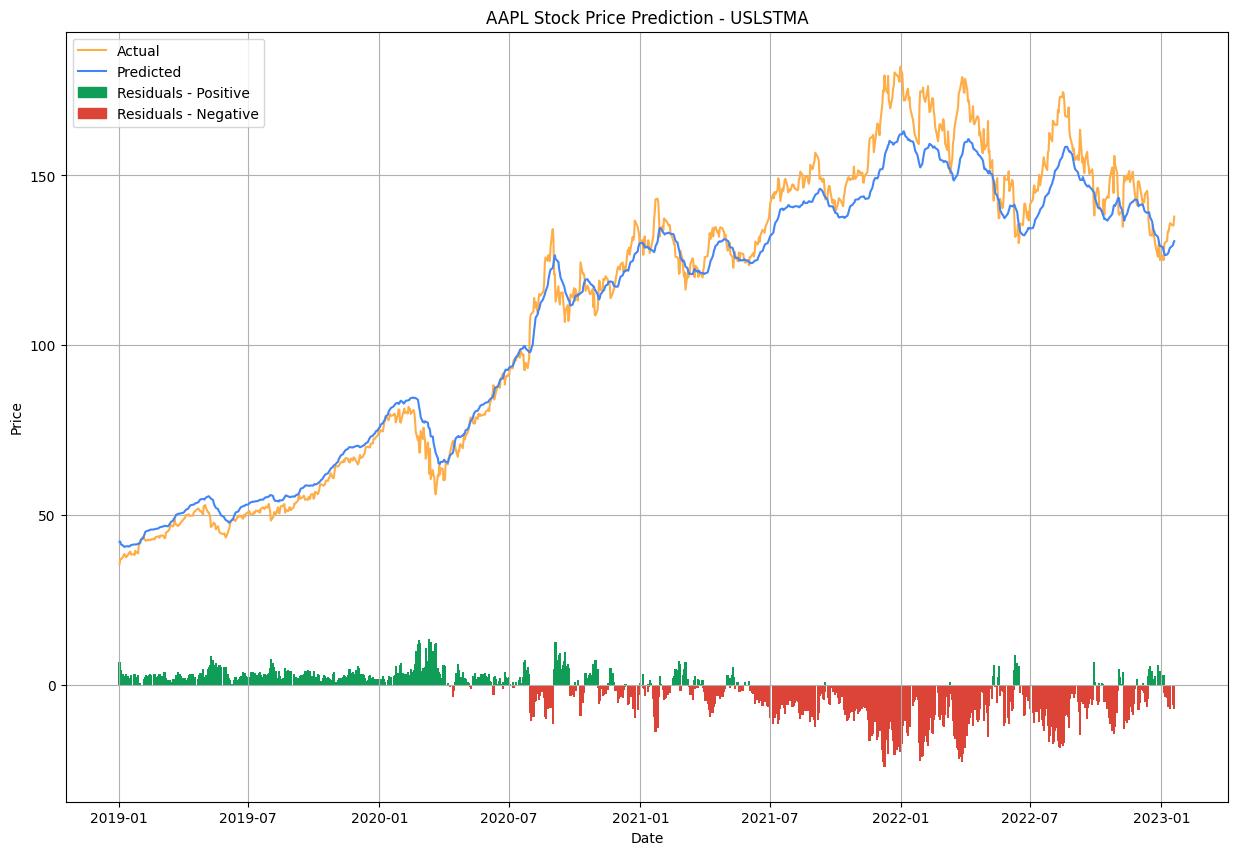 AAPL Stock Price Prediction - USLSTMA
Actual
Predicted
Residuals - Positive
Residuals - Negative
Price
150
100
50
0
2019-01 2019-07 2020-01 2020-07 2021-01 2021-07 2022-01 2022-07 2023-01
Date